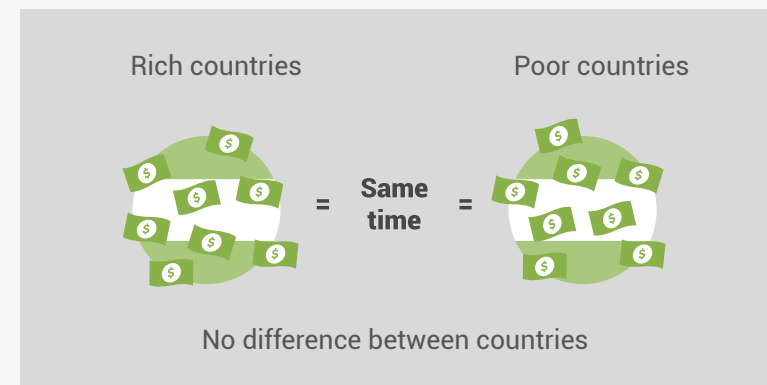 Rich countries
Poor countries
$ $ $ $ $ $ $ $
= Same time =
$ $ $ $ $ $ $ $
No difference between countries